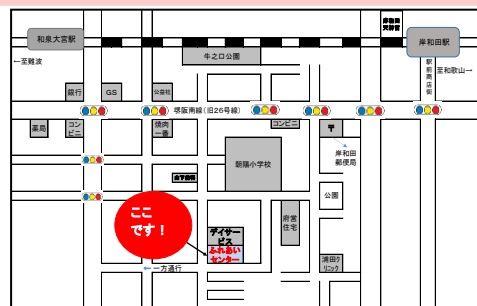 岸和田
天神宮
和泉大宮駅
岸和田駅
牛之口公園
←至難波
至和歌山→
駅前商店街
銀行
GS
公益社
堺阪南線(旧26号線)
薬局
コン
ビニ
焼肉
一番
コンビニ
〒
岸和田
郵便局
朝陽小学校
公園
ここ
です！
府営
住宅
デイサー
ビス
ふれあい
センター
←一方通行
浦田ク
リニック